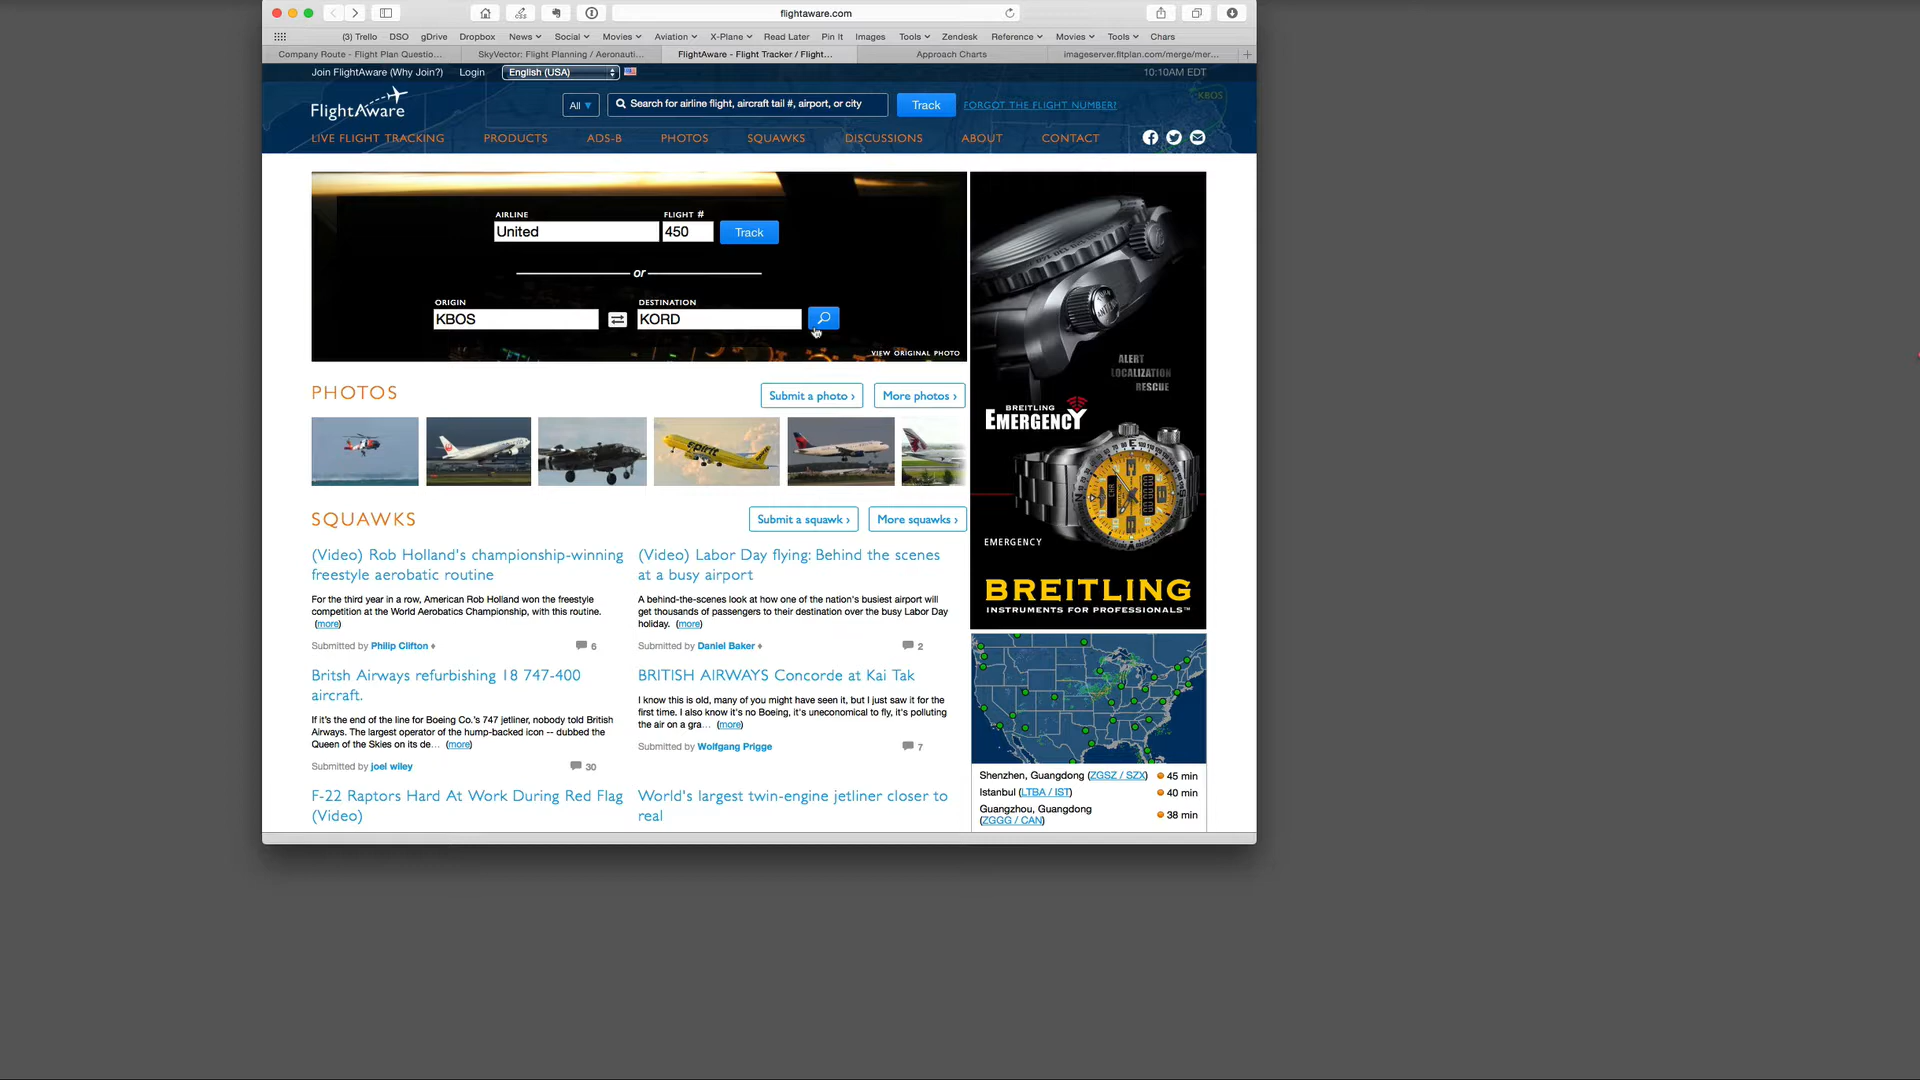 flightaware.com
(3) Trello DSO gDrive Dropbox News Social Movies Aviation X-Plane Read Later Pin It Images Tools Zendesk Reference Movies Tools Chars
Company Route - Flight Plan Questio... SkyVector: Flight Planning / Aeronauti... FlightAware - Flight Tracker / Flight... Approach Charts imageserver.fltplan.com/merge/mer...
Join FlightAware (Why Join?) Login English (USA) 10:10AM EDT
KBOS
FlightAware All Search for airline flight, aircraft tail #, airport, or city Track FORGOT THE FLIGHT NUMBER?
LIVE FLIGHT TRACKING PRODUCTS ADS-B PHOTOS SQUAWKS DISCUSSIONS ABOUT CONTACT
AIRLINE FLIGHT #
United 450 Track
or
ORIGIN DESTINATION
KBOS KORD
VIEW ORIGINAL PHOTO
PHOTOS Submit a photo › More photos ›
spirit
SQUAWKS Submit a squawk › More squawks ›
(Video) Rob Holland's championship-winning
freestyle aerobatic routine
For the third year in a row, American Rob Holland won the freestyle
competition at the World Aerobatics Championship, with this routine.
(more)
Submitted by Philip Clifton 6
(Video) Labor Day flying: Behind the scenes
at a busy airport
A behind-the-scenes look at how one of the nation's busiest airport will
get thousands of passengers to their destination over the busy Labor Day
holiday. (more)
Submitted by Daniel Baker 2
Britsh Airways refurbishing 18 747-400
aircraft.
If it's the end of the line for Boeing Co.'s 747 jetliner, nobody told British
Airways. The largest operator of the hump-backed icon -- dubbed the
Queen of the Skies on its de... (more)
Submitted by joel wiley 30
BRITISH AIRWAYS Concorde at Kai Tak
I know this is old, many of you might have seen it, but I just saw it for the
first time. I also know it's no Boeing, it's uneconomical to fly, it's polluting
the air on a gra... (more)
Submitted by Wolfgang Prigge 7
F-22 Raptors Hard At Work During Red Flag
(Video)
World's largest twin-engine jetliner closer to
real
ALERT
LOCALIZATION
RESCUE
BREITLING
EMERGENCY
EMERGENCY
BREITLING
INSTRUMENTS FOR PROFESSIONALS™
Shenzhen, Guangdong (ZGSZ / SZX) 45 min
Istanbul (LTBA / IST) 40 min
Guangzhou, Guangdong
(ZGGG / CAN) 38 min